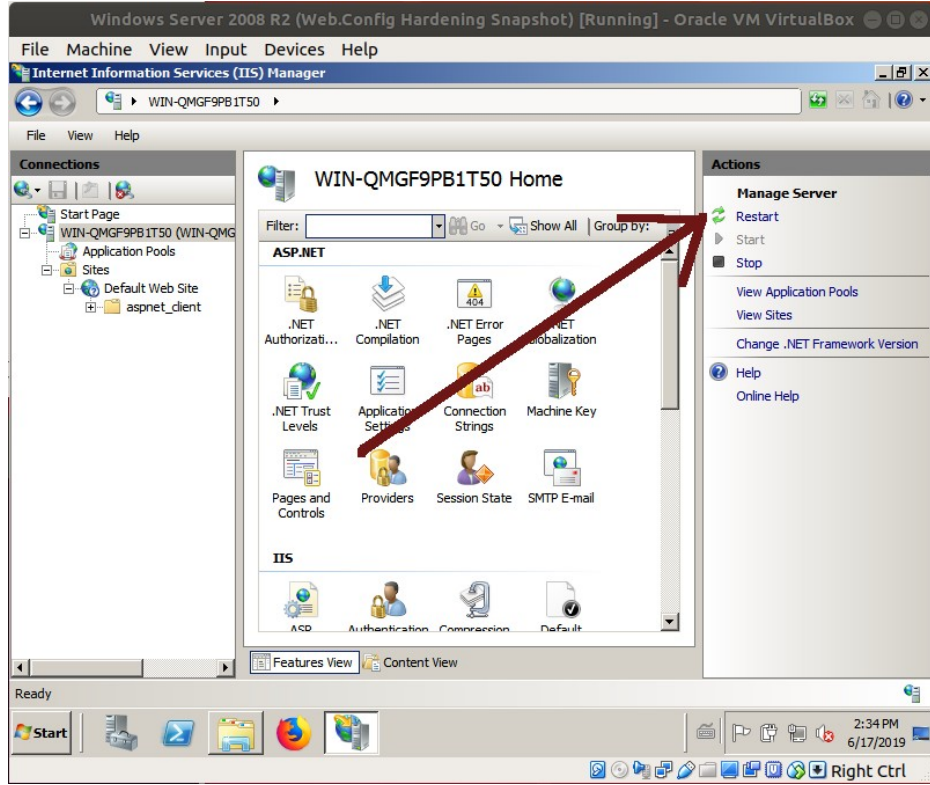 Windows Server 2008 R2 (Web.Config Hardening Snapshot) [Running] - Oracle VM VirtualBox
File Machine View Input Devices Help
Internet Information Services (IIS) Manager
WIN-QMGF9PB1T50
File View Help
Connections
Start Page
WIN-QMGF9PB1T50 (WIN-QMG
Application Pools
Sites
Default Web Site
aspnet_client
WIN-QMGF9PB1T50 Home
Filter: Go Show All Group by:
ASP.NET
.NET Authorizati...
.NET Compilation
.NET Error Pages
404
.NET Trust Levels
Connection Strings
ab
Machine Key
Pages and Controls
Providers
Session State
SMTP E-mail
IIS
ASP
Authentication
Compression
Default
Features View Content View
Actions
Manage Server
Restart
Start
Stop
View Application Pools
View Sites
Change .NET Framework Version
Help
Online Help
Ready
Start
2:34 PM
6/17/2019
Right Ctrl